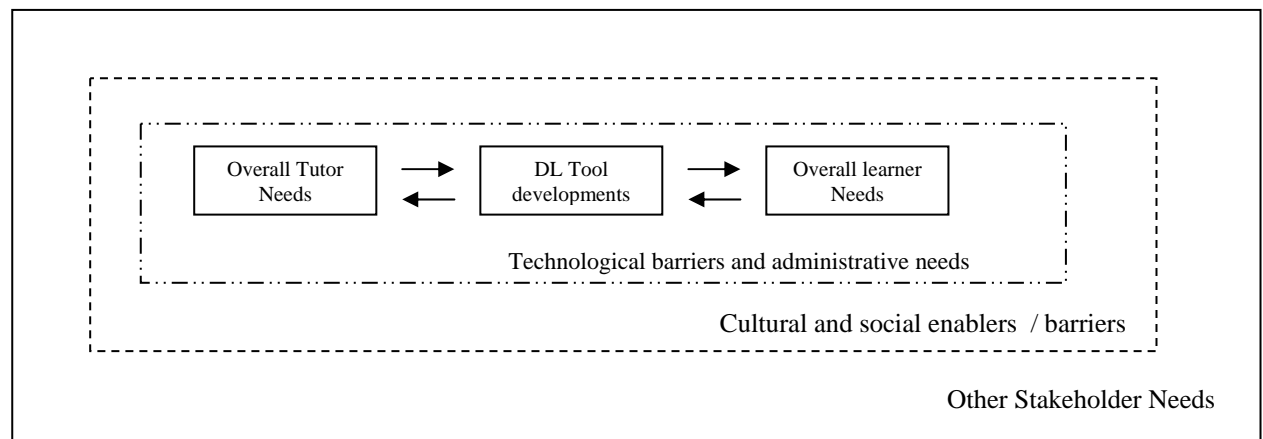 Overall Tutor
Needs
DL Tool
developments
Overall learner
Needs
Technological barriers and administrative needs
Cultural and social enablers / barriers
Other Stakeholder Needs